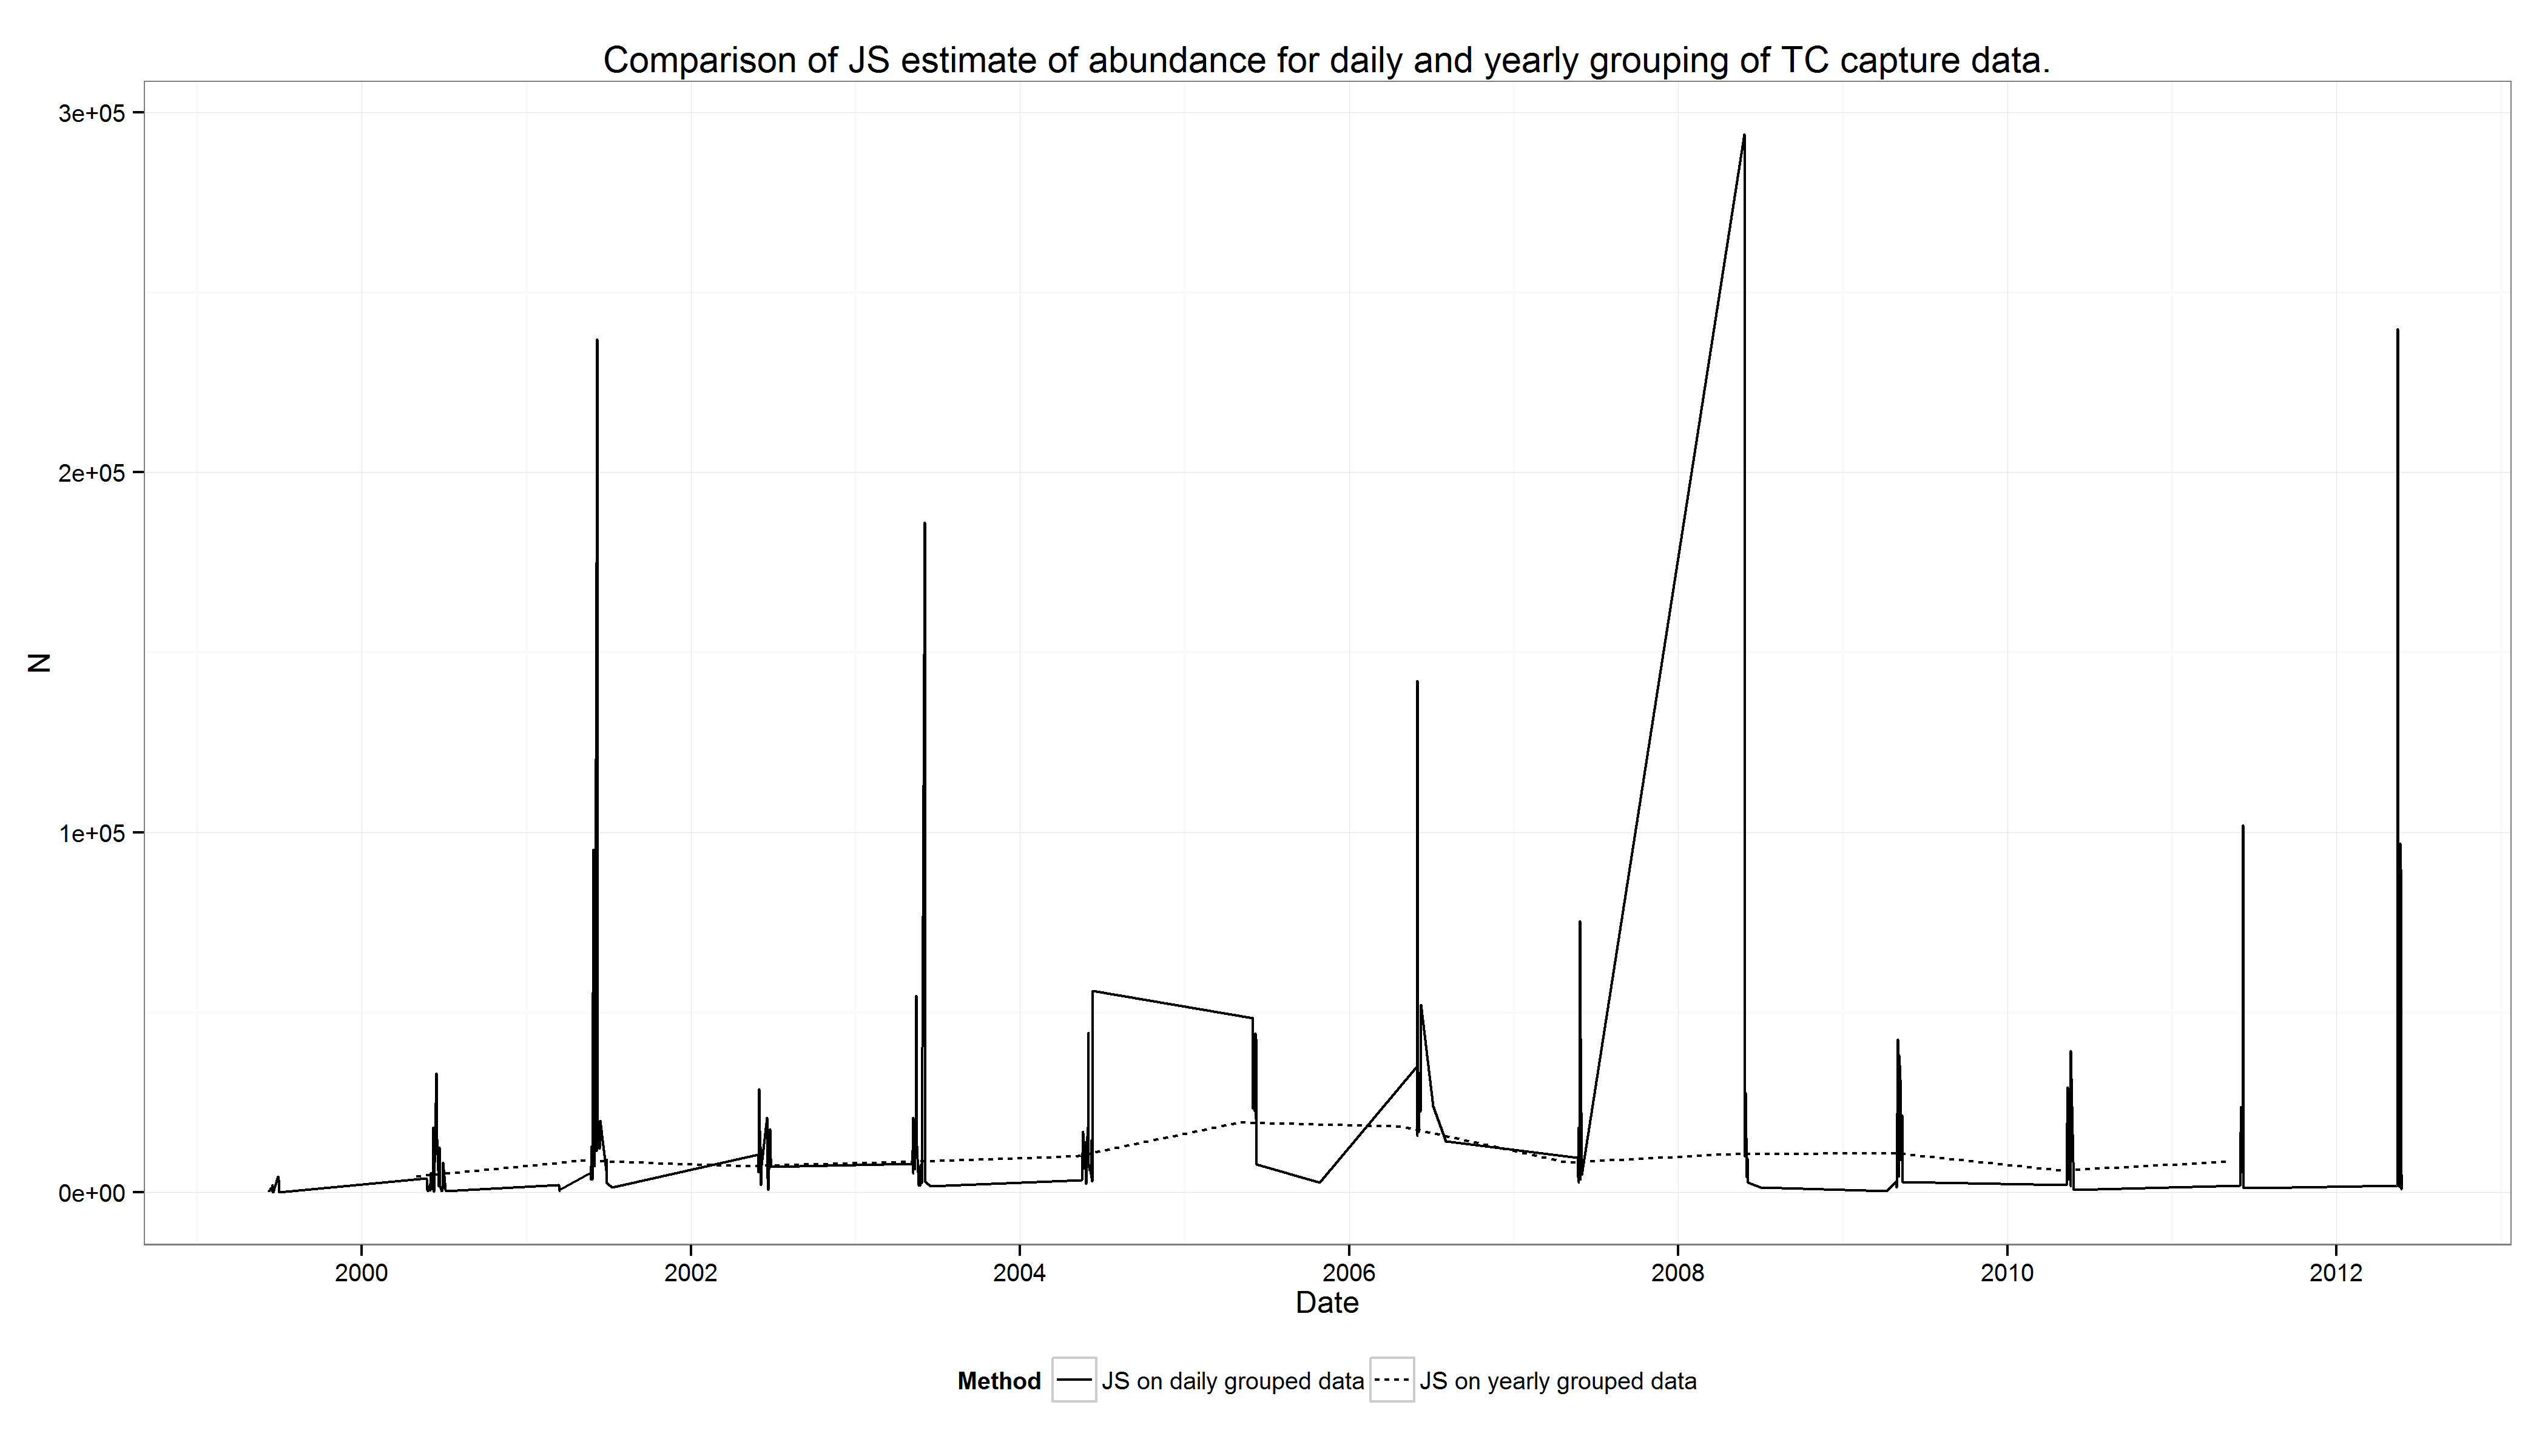 Comparison of JS estimate of abundance for daily and yearly grouping of TC capture data.
3e+05
2e+05
1e+05
0e+00
N
2000 2002 2004 2006 2008 2010 2012
Date
Method JS on daily grouped data JS on yearly grouped data